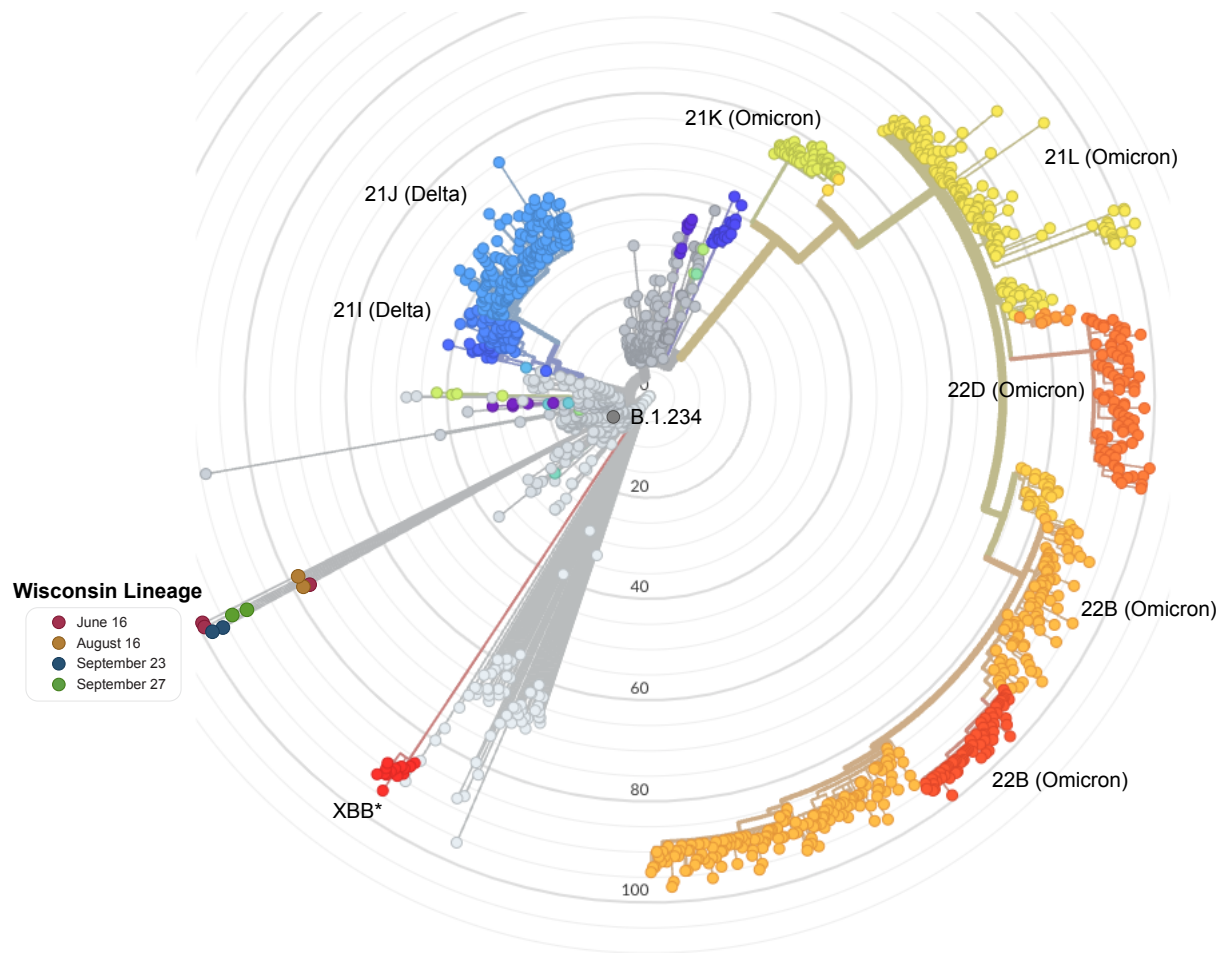 21K (Omicron)
21L (Omicron)
21J (Delta)
21I (Delta)
0
22D (Omicron)
B.1.234
20
40
Wisconsin Lineage
June 16
August 16
September 23
September 27
22B (Omicron)
60
22B (Omicron)
80
XBB*
100